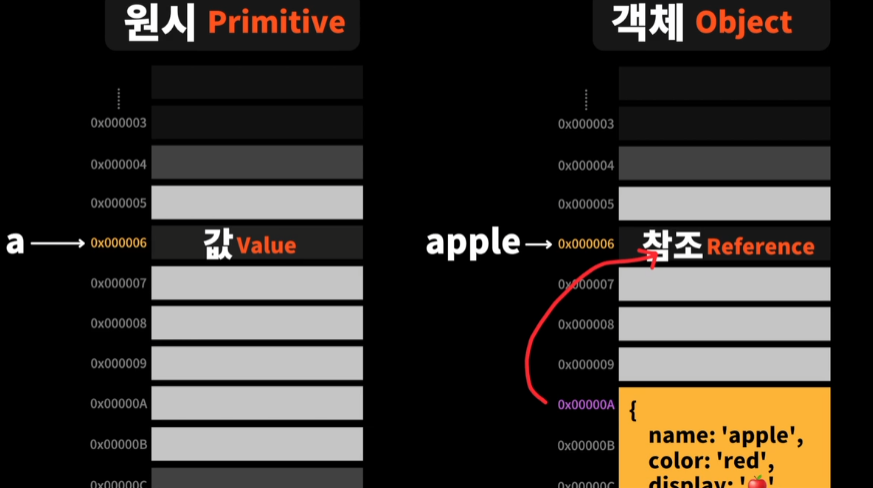 원시 Primitive
0x000003
0x000004
0x000005
a
0x000006
값 Value
0x000007
0x000008
0x000009
0x00000A
0x00000B
0x00000C
객체 Object
0x000003
0x000004
0x000005
apple
0x000006
참조 Reference
0x000007
0x000008
0x000009
0x00000A
{
name: 'apple',
0x00000B
color: 'red',
0x00000C
display: '🍎'